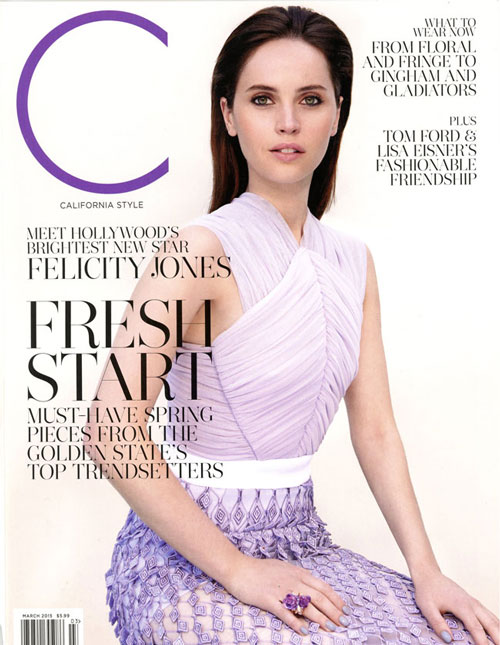 C
CALIFORNIA STYLE
WHAT TO
WEAR NOW
FROM FLORAL
AND FRINGE TO
GINGHAM AND
GLADIATORS
PLUS
TOM FORD &
LISA EISNER'S
FASHIONABLE
FRIENDSHIP
MEET HOLLYWOOD'S
BRIGHTEST NEW STAR
FELICITY JONES
FRESH
START
MUST-HAVE SPRING
PIECES FROM THE
GOLDEN STATE'S
TOP TRENDSETTERS
MARCH 2015 $5.99
03>